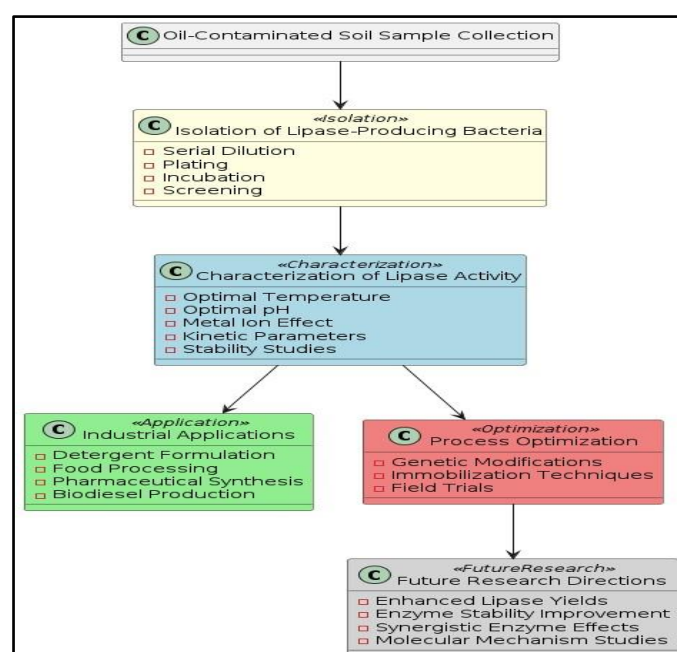 C Oil-Contaminated Soil Sample Collection
«Isolation»
C Isolation of Lipase-Producing Bacteria
Serial Dilution
Plating
Incubation
Screening
«Characterization»
C Characterization of Lipase Activity
Optimal Temperature
Optimal pH
Metal Ion Effect
Kinetic Parameters
Stability Studies
«Application»
C Industrial Applications
Detergent Formulation
Food Processing
Pharmaceutical Synthesis
Biodiesel Production
«Optimization»
C Process Optimization
Genetic Modifications
Immobilization Techniques
Field Trials
«FutureResearch»
C Future Research Directions
Enhanced Lipase Yields
Enzyme Stability Improvement
Synergistic Enzyme Effects
Molecular Mechanism Studies